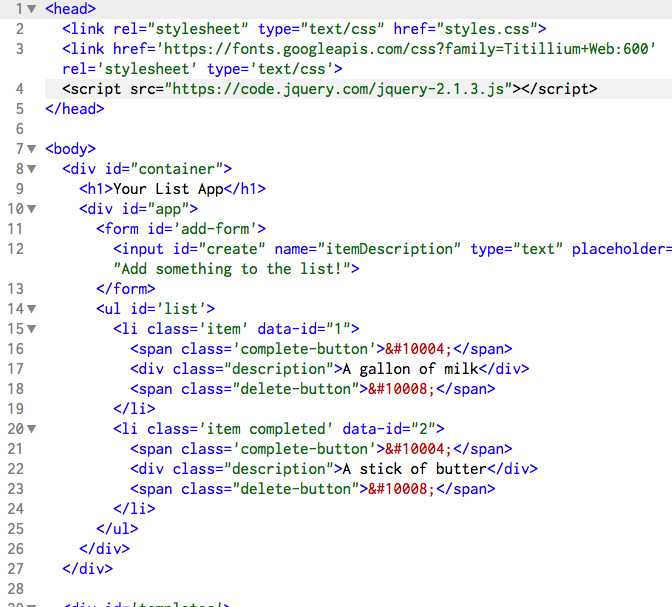 1 <head>
2 <link rel="stylesheet" type="text/css" href="styles.css">
3 <link href='https://fonts.googleapis.com/css?family=Titillium+Web:600'
rel='stylesheet' type='text/css'>
4 <script src="https://code.jquery.com/jquery-2.1.3.js"></script>
5 </head>
6
7 <body>
8 <div id="container">
9 <h1>Your List App</h1>
10 <div id="app">
11 <form id='add-form'>
12 <input id="create" name="itemDescription" type="text" placeholder=
"Add something to the list!">
13 </form>
14 <ul id='list'>
15 <li class='item' data-id="1">
16 <span class='complete-button'>&#10004;</span>
17 <div class="description">A gallon of milk</div>
18 <span class="delete-button">&#10008;</span>
19 </li>
20 <li class='item completed' data-id="2">
21 <span class='complete-button'>&#10004;</span>
22 <div class="description">A stick of butter</div>
23 <span class="delete-button">&#10008;</span>
24 </li>
25 </ul>
26 </div>
27 </div>
28
29 <div id='templates'>